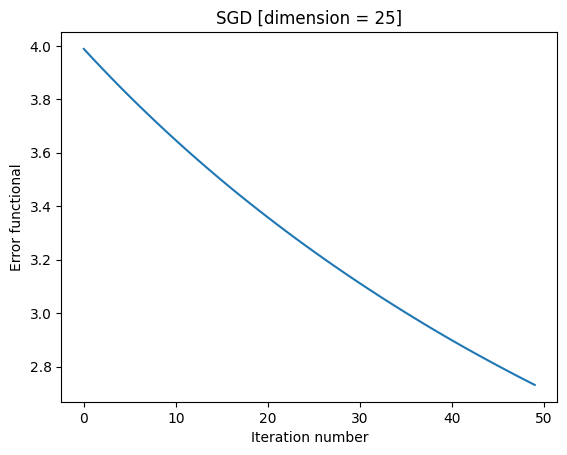 SGD [dimension = 25]
4.0
3.8
3.6
3.4
3.2
3.0
2.8
Error functional
0 10 20 30 40 50
Iteration number